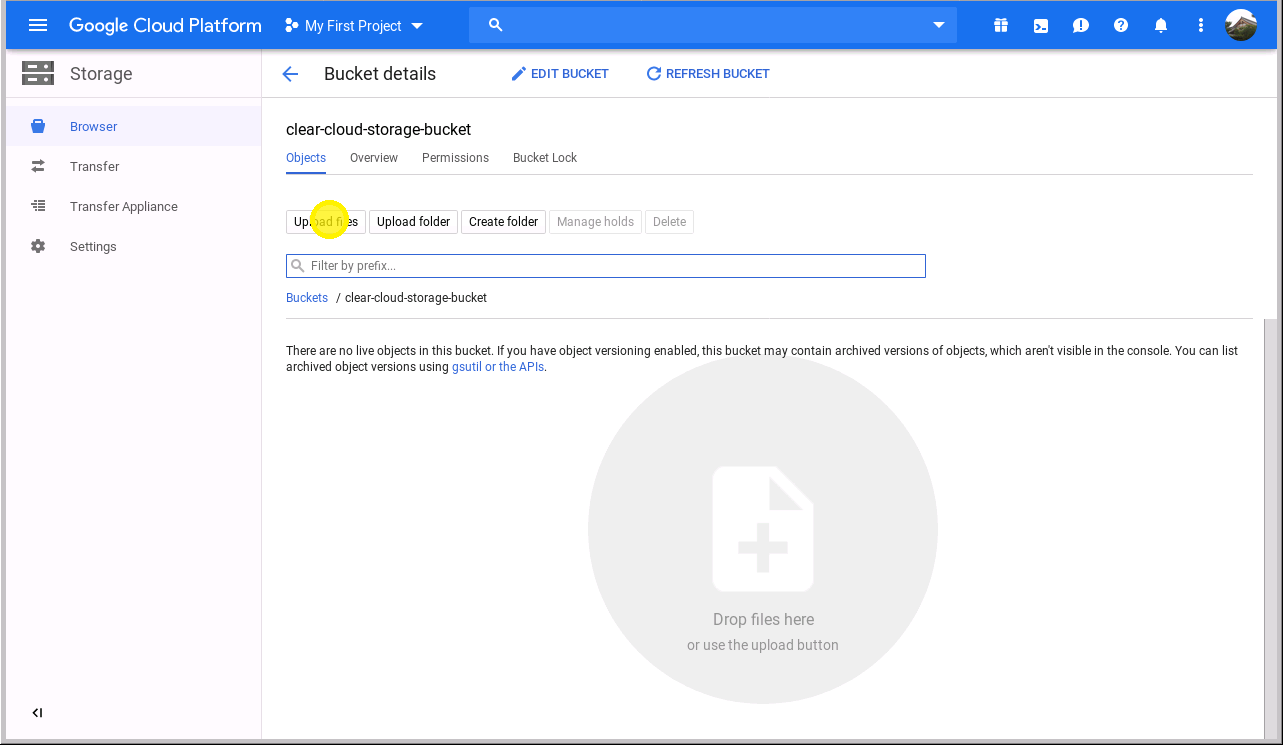 Google Cloud Platform My First Project
Storage
Bucket details EDIT BUCKET REFRESH BUCKET
Browser
Transfer
Transfer Appliance
Settings
clear-cloud-storage-bucket
Objects Overview Permissions Bucket Lock
Upload files Upload folder Create folder Manage holds Delete
Filter by prefix...
Buckets / clear-cloud-storage-bucket
There are no live objects in this bucket. If you have object versioning enabled, this bucket may contain archived versions of objects, which aren't visible in the console. You can list
archived object versions using gsutil or the APIs.
Drop files here
or use the upload button